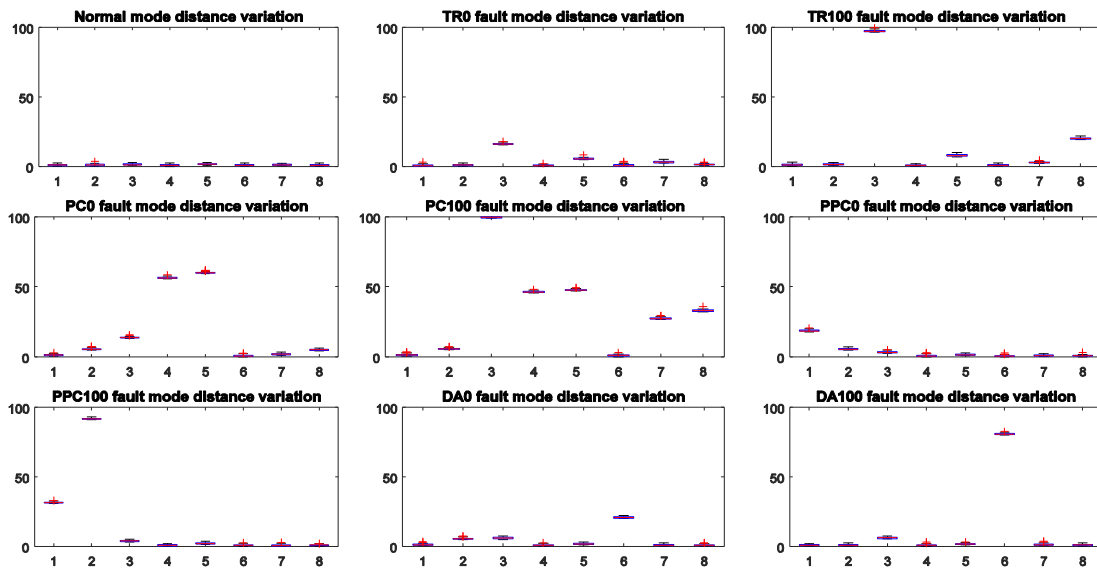 Normal mode distance variation
TR0 fault mode distance variation
TR100 fault mode distance variation
100
50
0
1 2 3 4 5 6 7 8
100
50
0
1 2 3 4 5 6 7 8
100
50
0
1 2 3 4 5 6 7 8
PC0 fault mode distance variation
PC100 fault mode distance variation
PPC0 fault mode distance variation
100
50
0
1 2 3 4 5 6 7 8
100
50
0
1 2 3 4 5 6 7 8
100
50
0
1 2 3 4 5 6 7 8
PPC100 fault mode distance variation
DA0 fault mode distance variation
DA100 fault mode distance variation
100
50
0
1 2 3 4 5 6 7 8
100
50
0
1 2 3 4 5 6 7 8
100
50
0
1 2 3 4 5 6 7 8